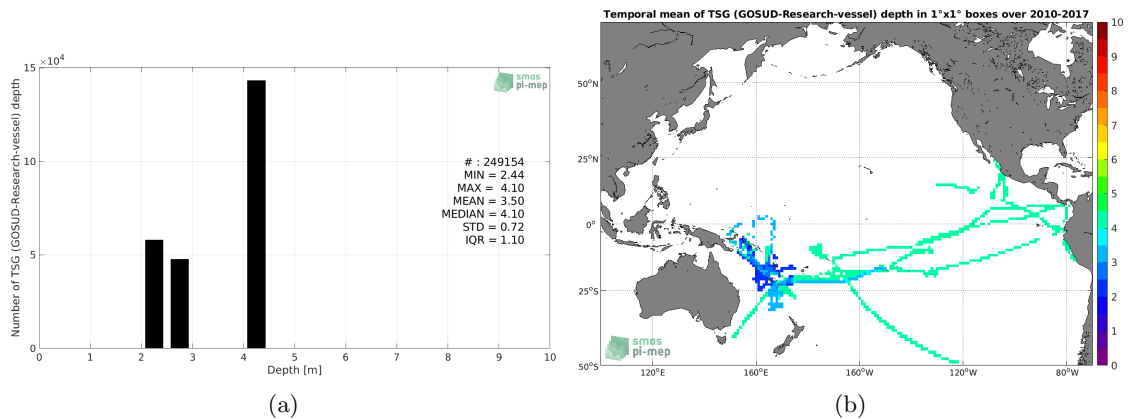 Number of TSG (GOSUD-Research-vessel) depth
×10⁴
15
10
5
0
0 1 2 3 4 5 6 7 8 9 10
Depth [m]
smos
pi-mep
# : 249154
MIN = 2.44
MAX = 4.10
MEAN = 3.50
MEDIAN = 4.10
STD = 0.72
IQR = 1.10
(a)
Temporal mean of TSG (GOSUD-Research-vessel) depth in 1°x1° boxes over 2010-2017
50°N
25°N
0°
25°S
50°S
120°E 160°E 160°W 120°W 80°W
smos
pi-mep
10
9
8
7
6
5
4
3
2
1
0
(b)